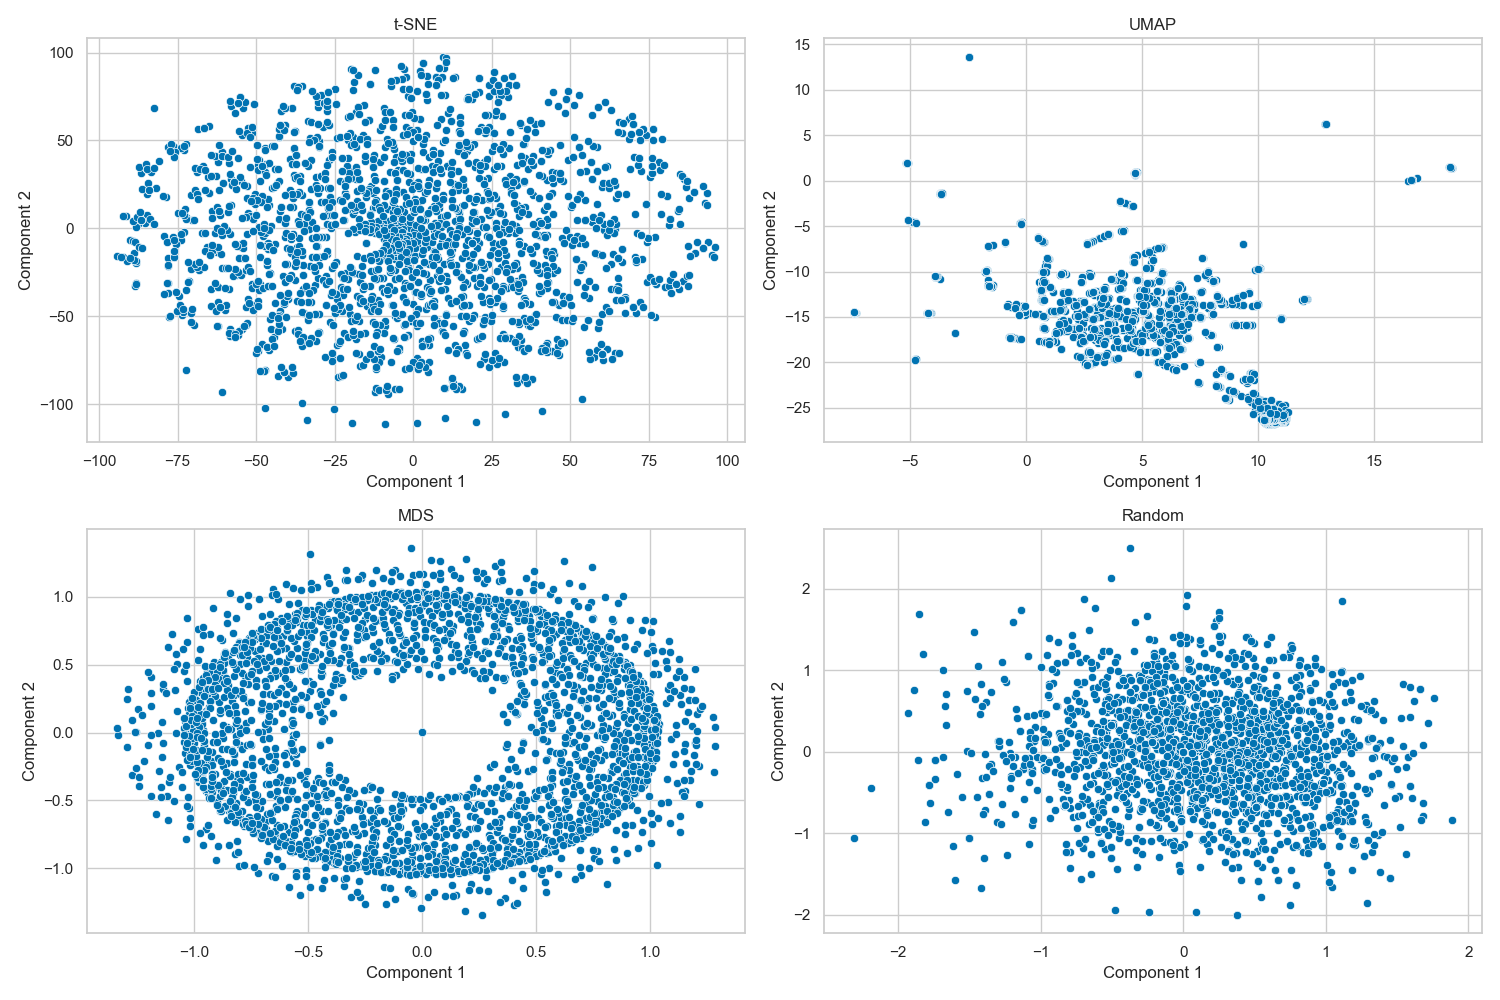 t-SNE
100
50
0
−50
−100
Component 2
−100 −75 −50 −25 0 25 50 75 100
Component 1
UMAP
15
10
5
0
−5
−10
−15
−20
−25
Component 2
−5 0 5 10 15
Component 1
MDS
1.0
0.5
0.0
−0.5
−1.0
Component 2
−1.0 −0.5 0.0 0.5 1.0
Component 1
Random
2
1
0
−1
−2
Component 2
−2 −1 0 1 2
Component 1